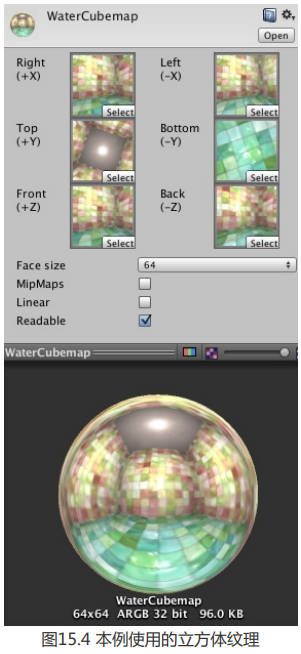 WaterCubemap
Open
Right
(+X)
Select
Left
(-X)
Select
Top
(+Y)
Select
Bottom
(-Y)
Select
Front
(+Z)
Select
Back
(-Z)
Select
Face size 64
MipMaps
Linear
Readable
WaterCubemap
WaterCubemap
64x64 ARGB 32 bit 96.0 KB
图15.4 本例使用的立方体纹理